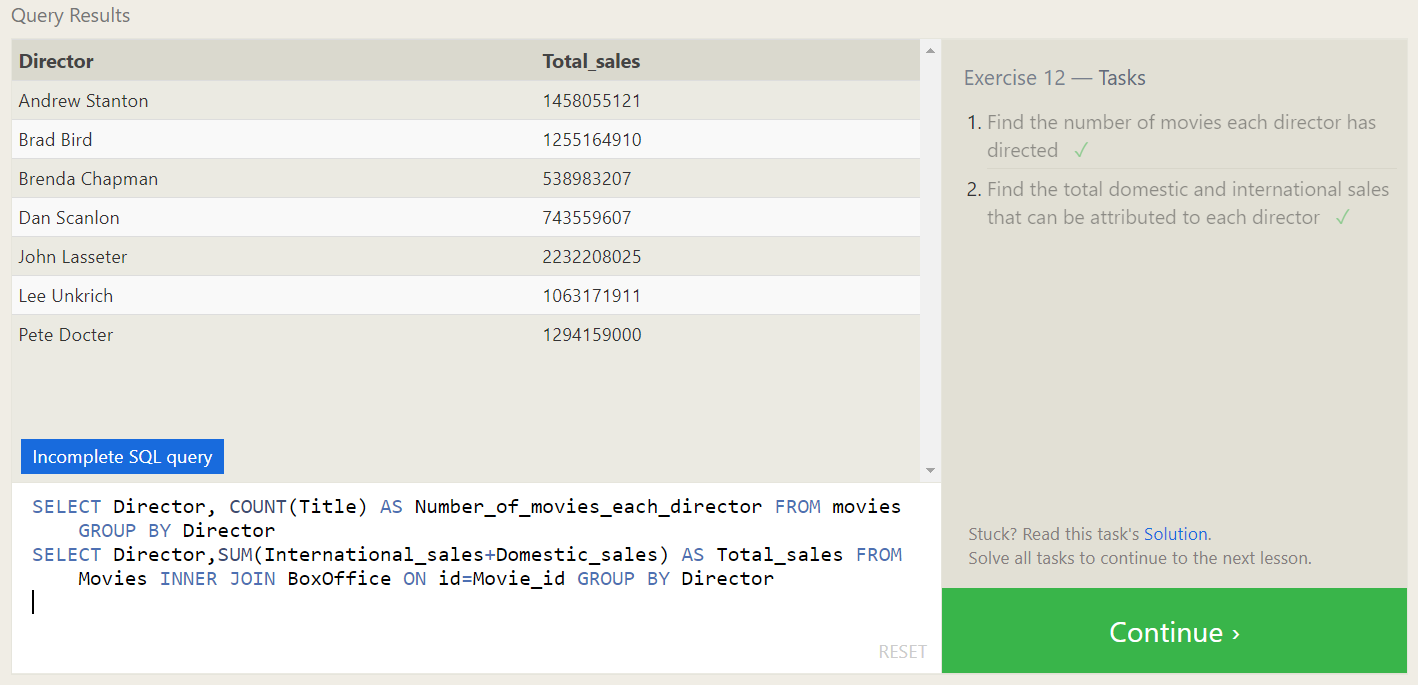 Query Results
Director Total_sales
Andrew Stanton 1458055121
Brad Bird 1255164910
Brenda Chapman 538983207
Dan Scanlon 743559607
John Lasseter 2232208025
Lee Unkrich 1063171911
Pete Docter 1294159000
Incomplete SQL query
SELECT Director, COUNT(Title) AS Number_of_movies_each_director FROM movies
GROUP BY Director
SELECT Director,SUM(International_sales+Domestic_sales) AS Total_sales FROM
Movies INNER JOIN BoxOffice ON id=Movie_id GROUP BY Director
RESET
Exercise 12 — Tasks
1. Find the number of movies each director has
directed ✓
2. Find the total domestic and international sales
that can be attributed to each director ✓
Stuck? Read this task's Solution.
Solve all tasks to continue to the next lesson.
Continue ›